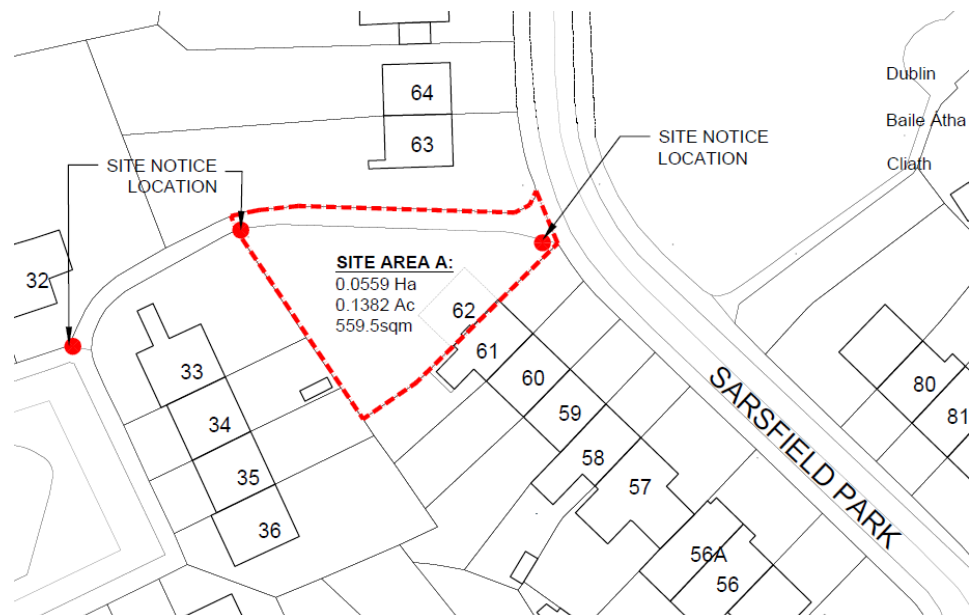 Dublin
64
Baile Atha
63
SITE NOTICE
LOCATION
Cliath
SITE NOTICE
LOCATION
SITE AREA A:
0.0559 Ha
0.1382 Ac
559.5sqm
32
62
61
33
60
80
59
81
34
58
35
57
36
SARSFIELD PARK
56A
56